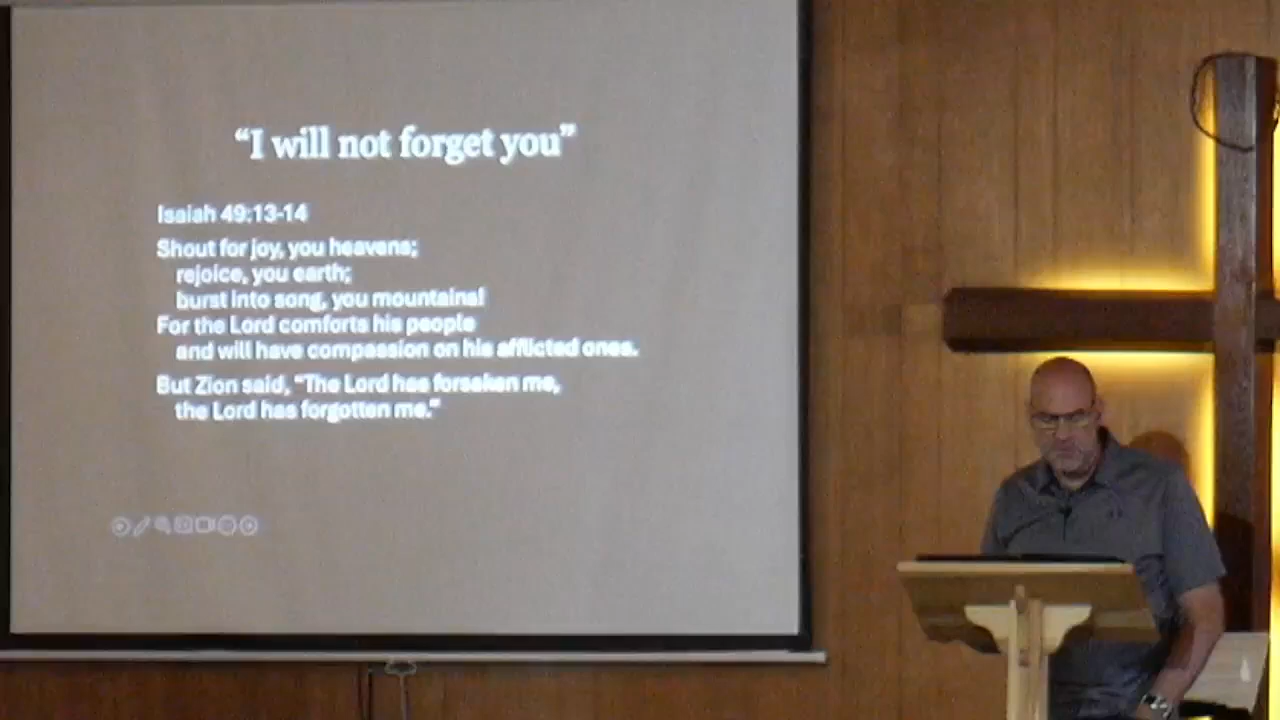 “I will not forget you”
Isaiah 49:13-14
Shout for joy, you heavens;
rejoice, you earth;
burst into song, you mountains!
For the Lord comforts his people
and will have compassion on his afflicted ones.
But Zion said, “The Lord has forsaken me,
the Lord has forgotten me.”